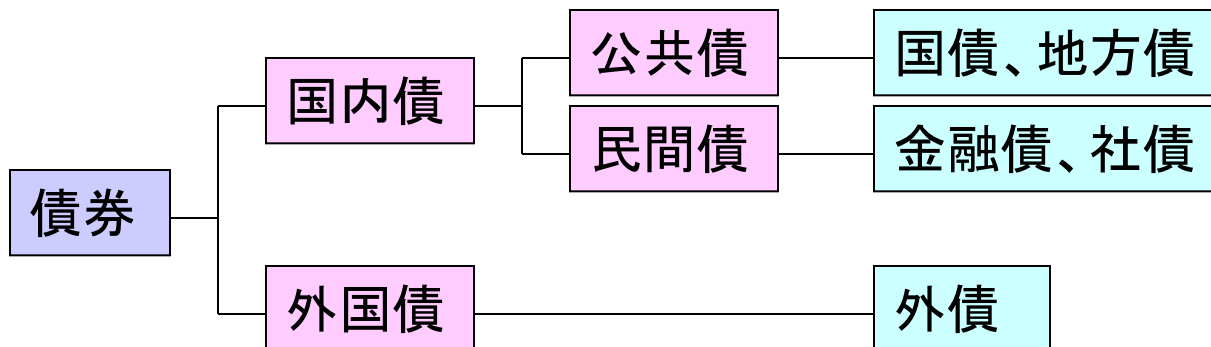 公共債
国債、地方債
国内債
民間債
金融債、社債
債券
外国債
外債